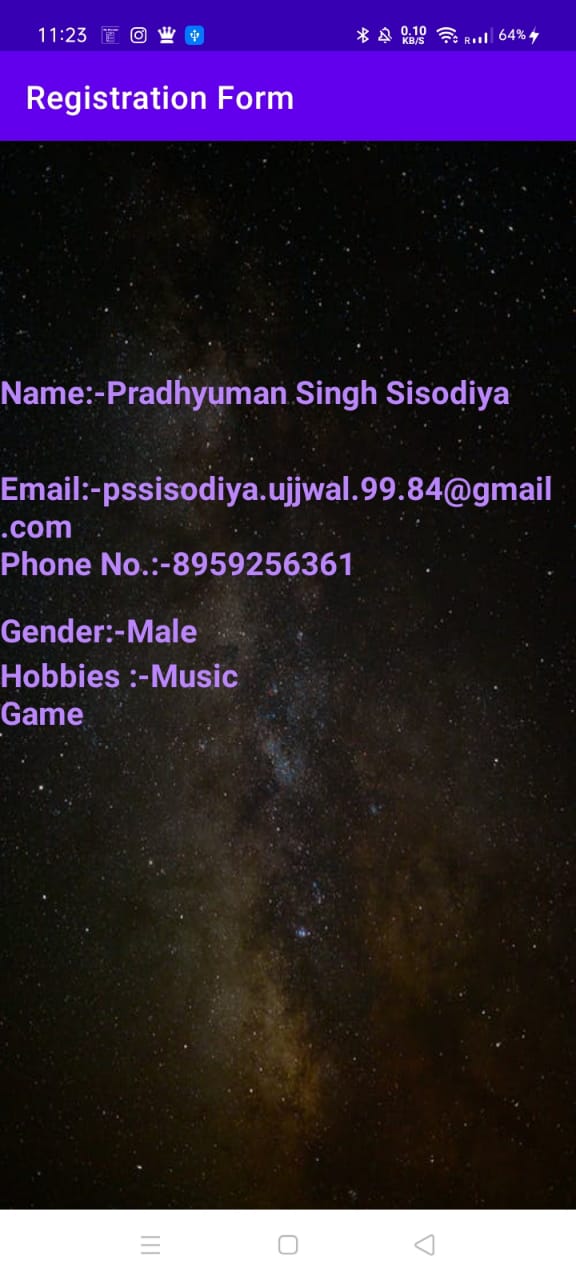 11:23 0.10 KB/S R 64%
Registration Form
Name:-Pradhyuman Singh Sisodiya
Email:-pssisodiya.ujjwal.99.84@gmail
.com
Phone No.:-8959256361
Gender:-Male
Hobbies :-Music
Game